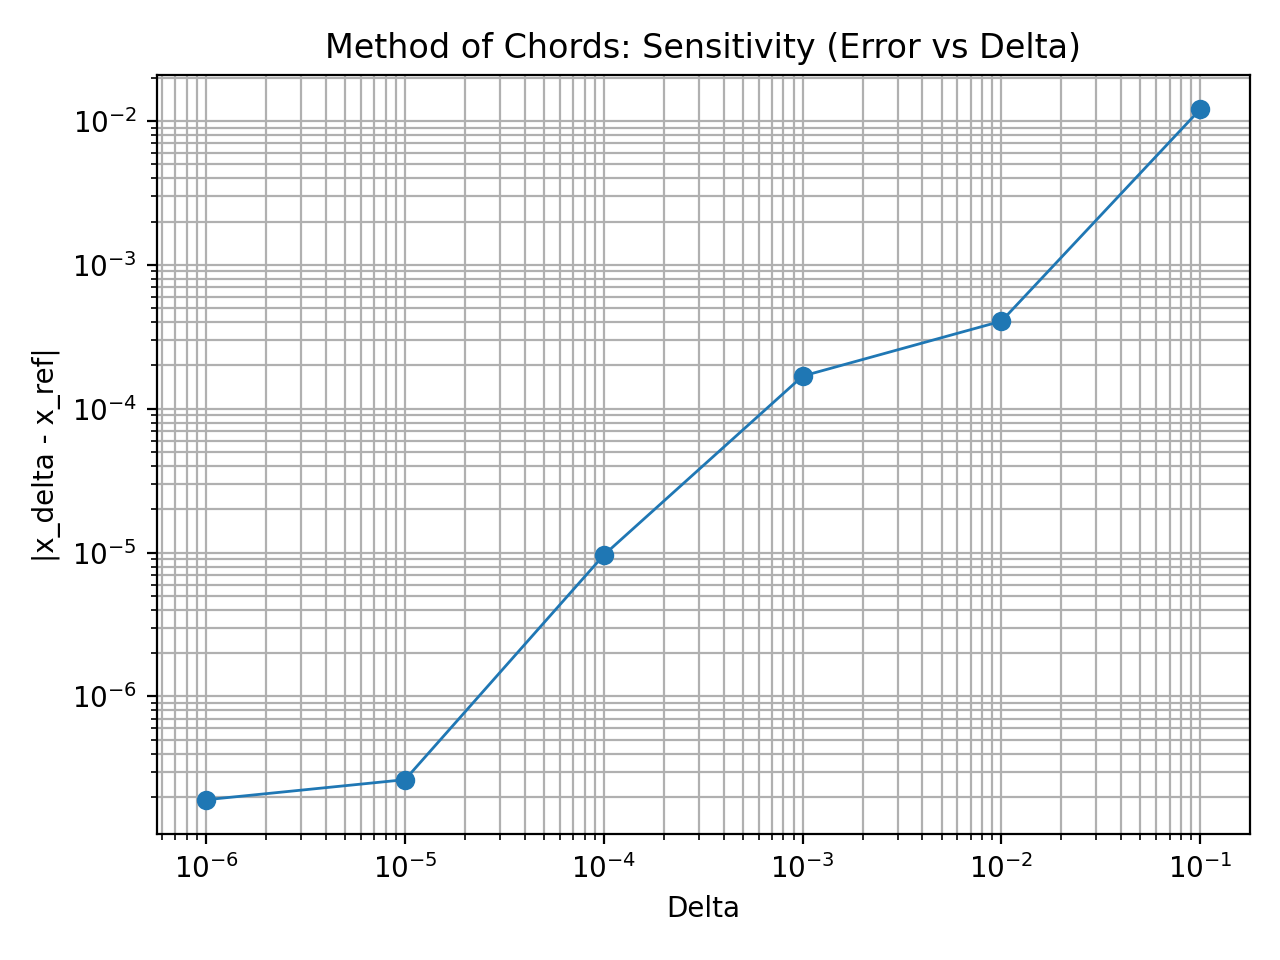 Method of Chords: Sensitivity (Error vs Delta)
|x_delta - x_ref|
10⁻²
10⁻³
10⁻⁴
10⁻⁵
10⁻⁶
10⁻⁶ 10⁻⁵ 10⁻⁴ 10⁻³ 10⁻² 10⁻¹
Delta